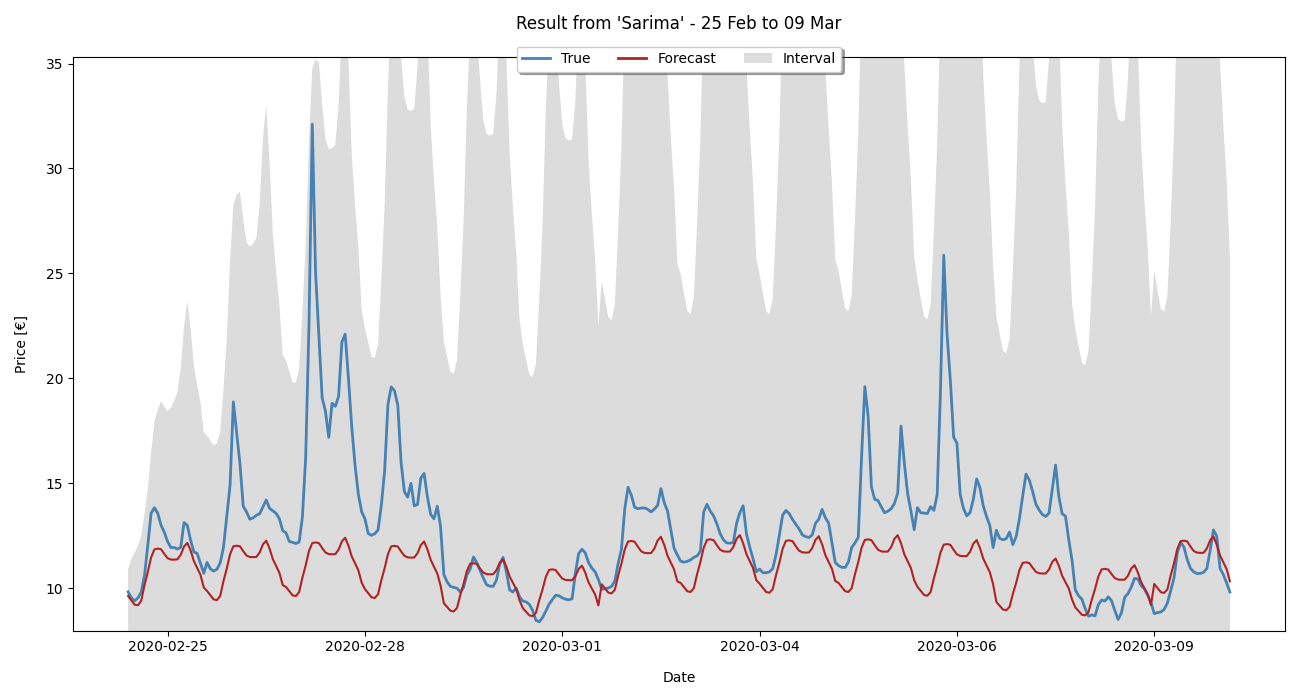 Result from 'Sarima' - 25 Feb to 09 Mar
True Forecast Interval
35
30
25
20
15
10
Price [€]
2020-02-25 2020-02-28 2020-03-01 2020-03-04 2020-03-06 2020-03-09
Date